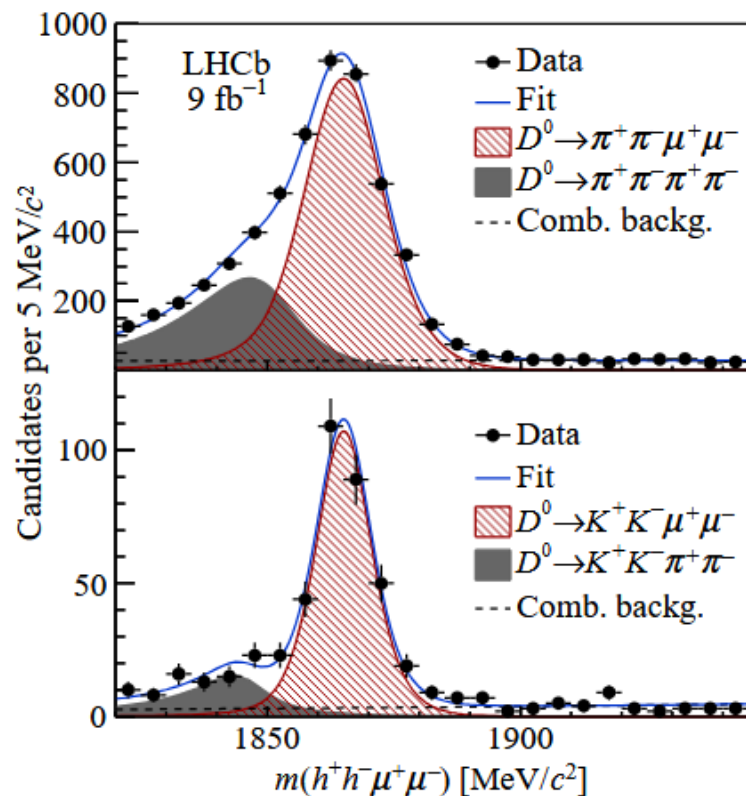 1000
800
600
400
200
LHCb
9 fb⁻¹
Data
Fit
D⁰→π⁺π⁻μ⁺μ⁻
D⁰→π⁺π⁻π⁺π⁻
Comb. backg.
Candidates per 5 MeV/c²
100
50
0
Data
Fit
D⁰→K⁺K⁻μ⁺μ⁻
D⁰→K⁺K⁻π⁺π⁻
Comb. backg.
1850
1900
m(h⁺h⁻μ⁺μ⁻) [MeV/c²]